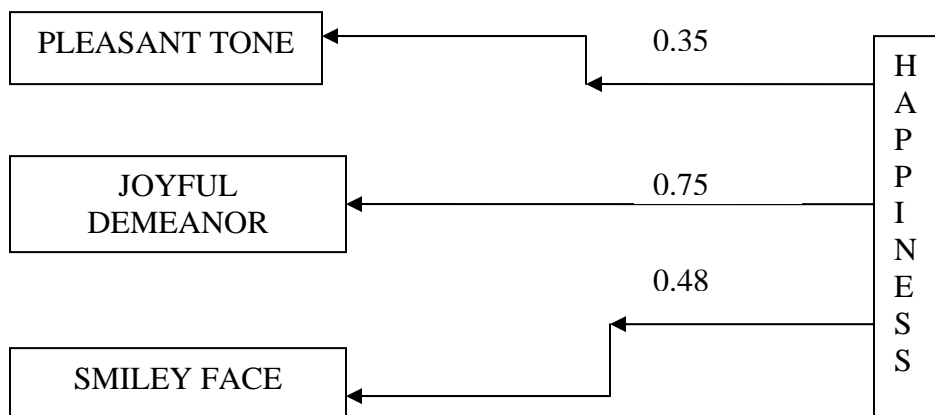 PLEASANT TONE
0.35
JOYFUL
DEMEANOR
0.75
0.48
SMILEY FACE
H
A
P
P
I
N
E
S
S